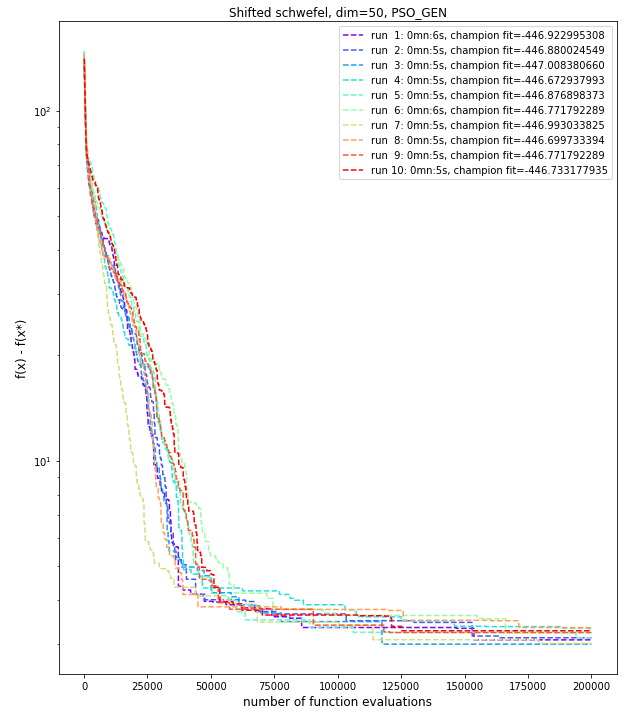 Shifted schwefel, dim=50, PSO_GEN
run  1: 0mn:6s, champion fit=-446.922995308
run  2: 0mn:5s, champion fit=-446.880024549
run  3: 0mn:5s, champion fit=-447.008380660
run  4: 0mn:5s, champion fit=-446.672937993
run  5: 0mn:5s, champion fit=-446.876898373
run  6: 0mn:6s, champion fit=-446.771792289
run  7: 0mn:5s, champion fit=-446.993033825
run  8: 0mn:5s, champion fit=-446.699733394
run  9: 0mn:5s, champion fit=-446.771792289
run 10: 0mn:5s, champion fit=-446.733177935
10²
10¹
f(x) - f(x*)
0 25000 50000 75000 100000 125000 150000 175000 200000
number of function evaluations